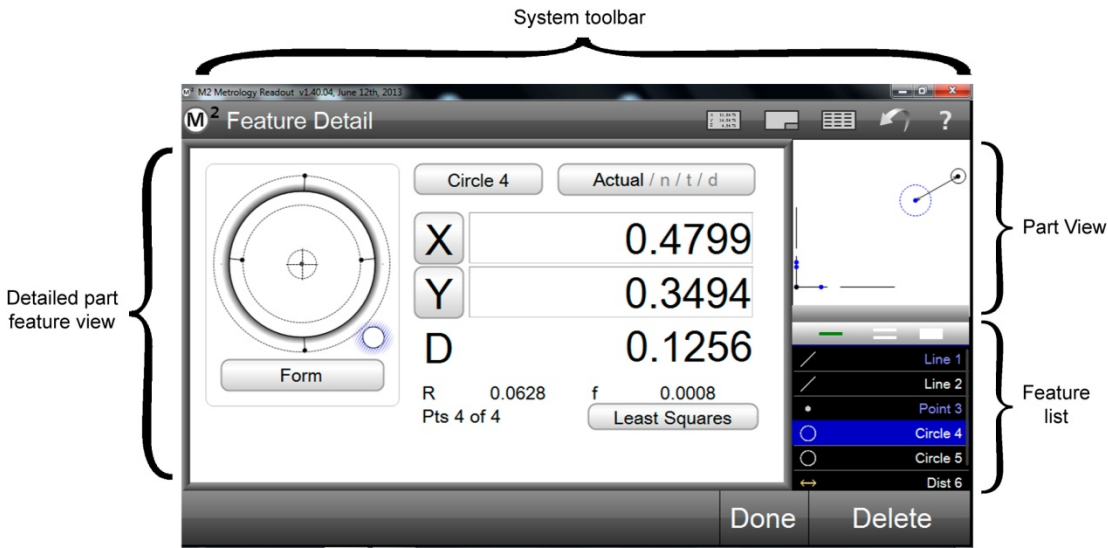 System toolbar
M2 M2 Metrology Readout v1.40.04, June 12th, 2013
M2 Feature Detail
?
Circle 4
Actual / n / t / d
X 0.4799
Y 0.3494
D 0.1256
R 0.0628 f 0.0008
Pts 4 of 4
Least Squares
Form
Detailed part
feature view
Part View
Line 1
Line 2
Point 3
Circle 4
Circle 5
Dist 6
Feature
list
Done
Delete